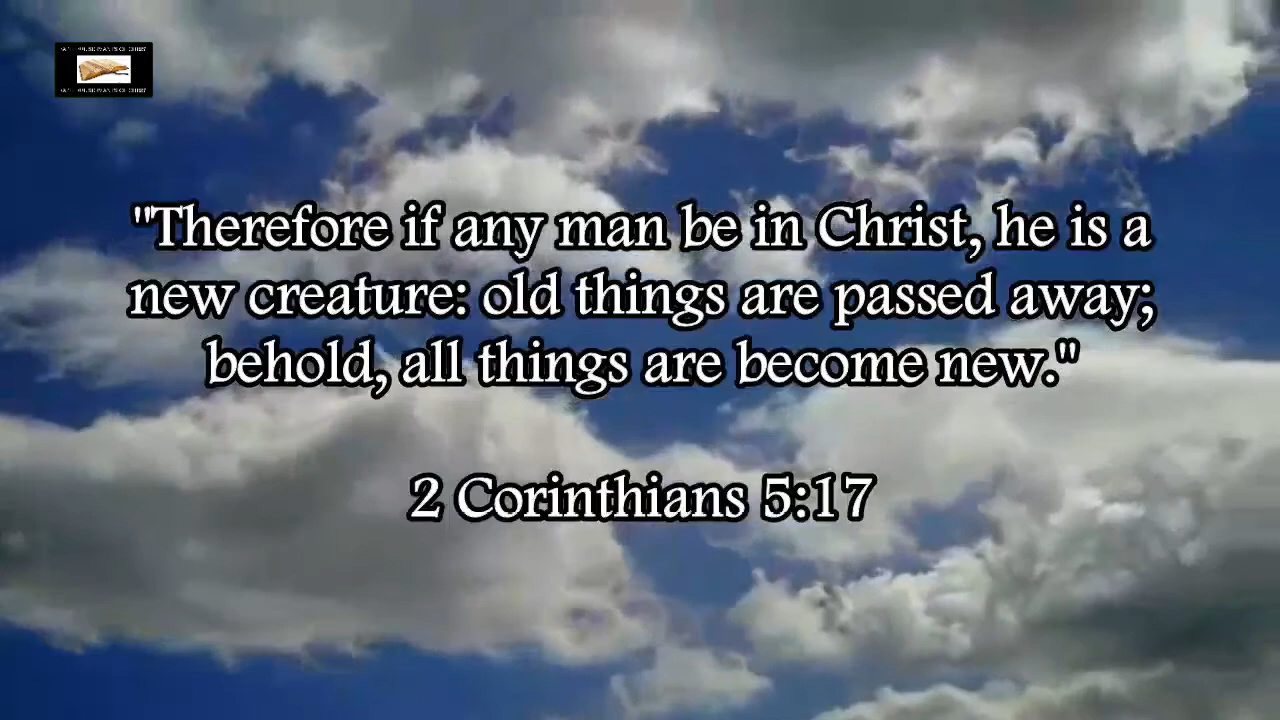 "Therefore if any man be in Christ, he is a
new creature: old things are passed away;
behold, all things are become new."
2 Corinthians 5:17